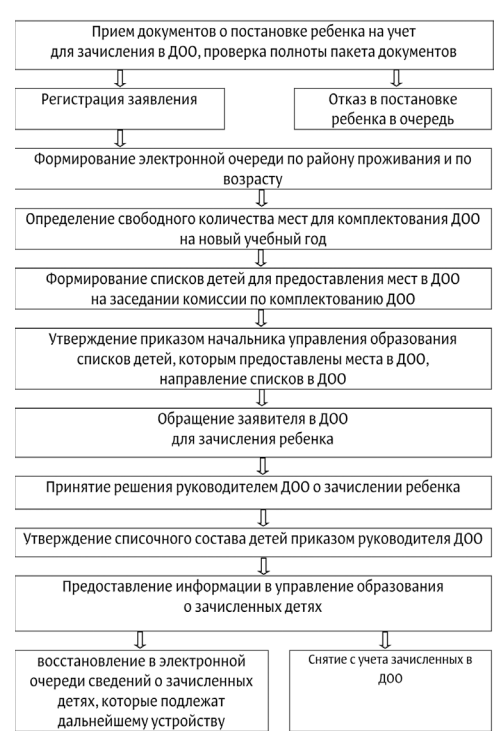 Прием документов о постановке ребенка на учет
для зачисления в ДОО, проверка полноты пакета документов
Регистрация заявления
Отказ в постановке
ребенка в очередь
Формирование электронной очереди по району проживания и по
возрасту
Определение свободного количества мест для комплектования ДОО
на новый учебный год
Формирование списков детей для предоставления мест в ДОО
на заседании комиссии по комплектованию ДОО
Утверждение приказом начальника управления образования
списков детей, которым предоставлены места в ДОО,
направление списков в ДОО
Обращение заявителя в ДОО
для зачисления ребенка
Принятие решения руководителем ДОО о зачислении ребенка
Утверждение списочного состава детей приказом руководителя ДОО
Предоставление информации в управление образования
о зачисленных детях
восстановление в электронной
очереди сведений о зачисленных
детях, которые подлежат
дальнейшему устройству
Снятие с учета зачисленных в
ДОО